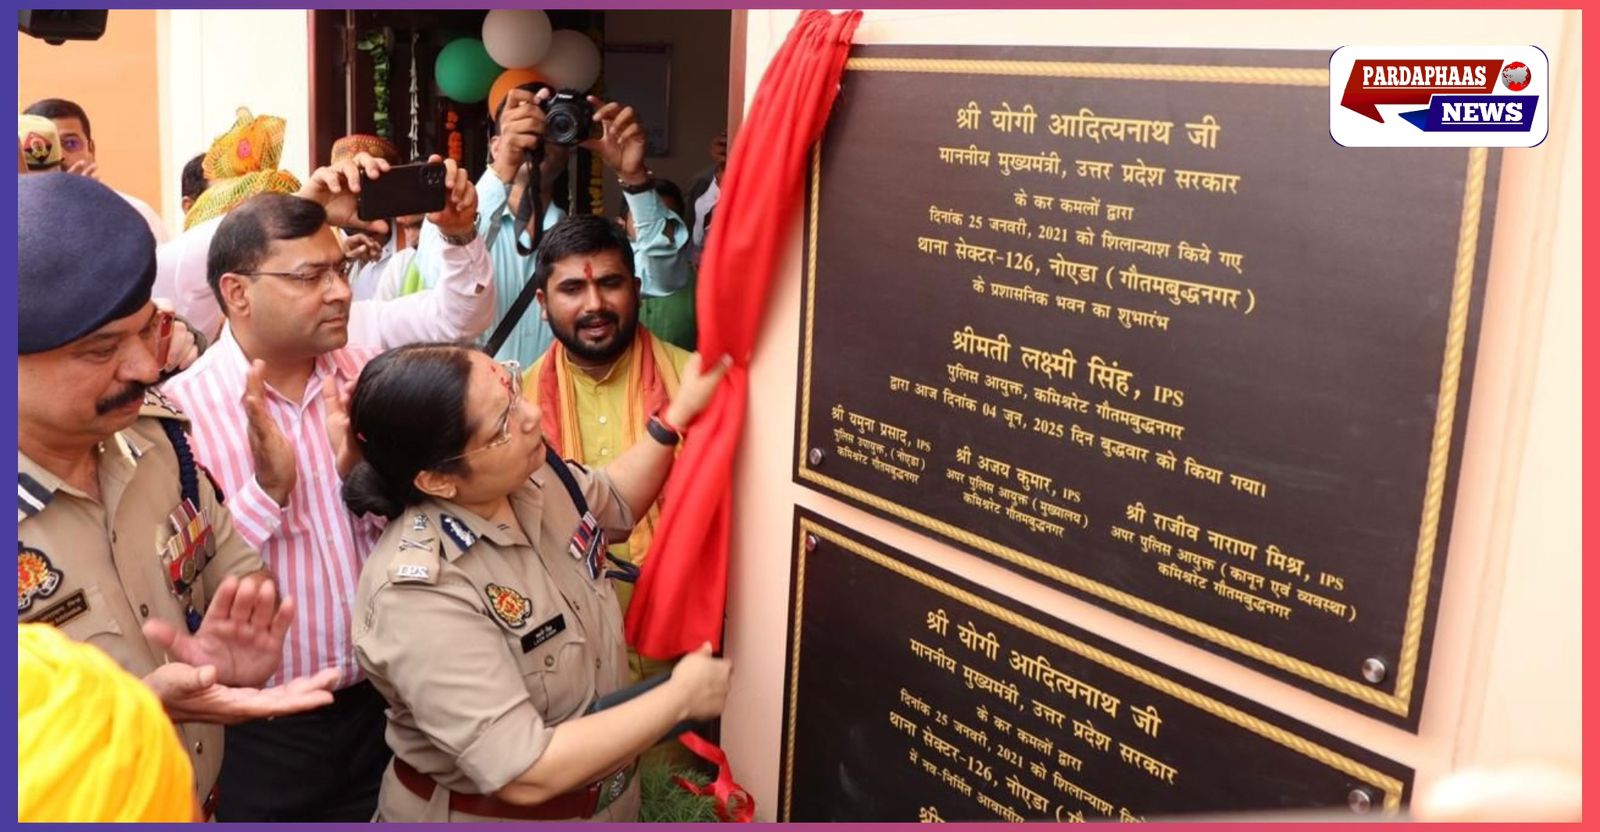 PARDAPHAAS
NEWS
श्री योगी आदित्यनाथ जी
माननीय मुख्यमंत्री, उत्तर प्रदेश सरकार
के कर कमलों द्वारा
दिनांक 25 जनवरी, 2021 को शिलान्याश किये गए
थाना सेक्टर-126, नोएडा (गौतमबुद्धनगर)
के प्रशासनिक भवन का शुभारंभ
श्रीमती लक्ष्मी सिंह, IPS
पुलिस आयुक्त, कमिश्नरेट गौतमबुद्धनगर
द्वारा आज दिनांक 04 जून, 2025 दिन बुद्धवार को किया गया।
श्री यमुना प्रसाद, IPS
पुलिस उपायुक्त, (नोएडा)
कमिश्नरेट गौतमबुद्धनगर
श्री अजय कुमार, IPS
अपर पुलिस आयुक्त (मुख्यालय)
कमिश्नरेट गौतमबुद्धनगर
श्री राजीव नाराण मिश्र, IPS
अपर पुलिस आयुक्त (कानून एवं व्यवस्था)
कमिश्नरेट गौतमबुद्धनगर
श्री योगी आदित्यनाथ जी
माननीय मुख्यमंत्री, उत्तर प्रदेश सरकार
के कर कमलों द्वारा
दिनांक 25 जनवरी, 2021 को शिलान्याश
थाना सेक्टर-126, नोएडा
में नव-निर्मित आवासीय
IPS